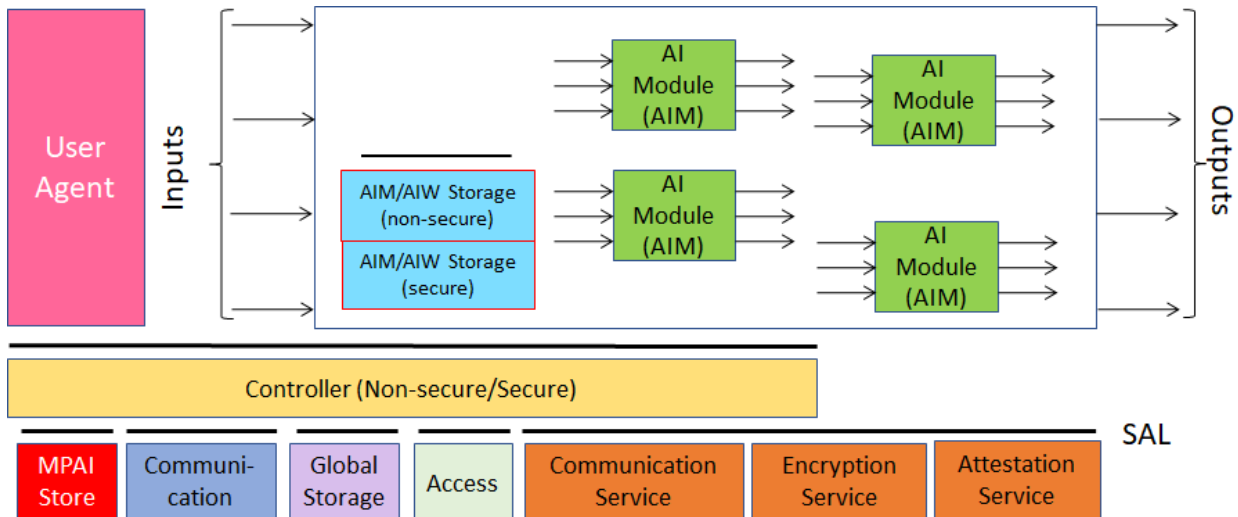 User
Agent
Inputs
AI
Module
(AIM)
AI
Module
(AIM)
AIM/AIW Storage
(non-secure)
AIM/AIW Storage
(secure)
AI
Module
(AIM)
AI
Module
(AIM)
Outputs
Controller (Non-secure/Secure)
SAL
MPAI
Store
Communi-
cation
Global
Storage
Access
Communication
Service
Encryption
Service
Attestation
Service